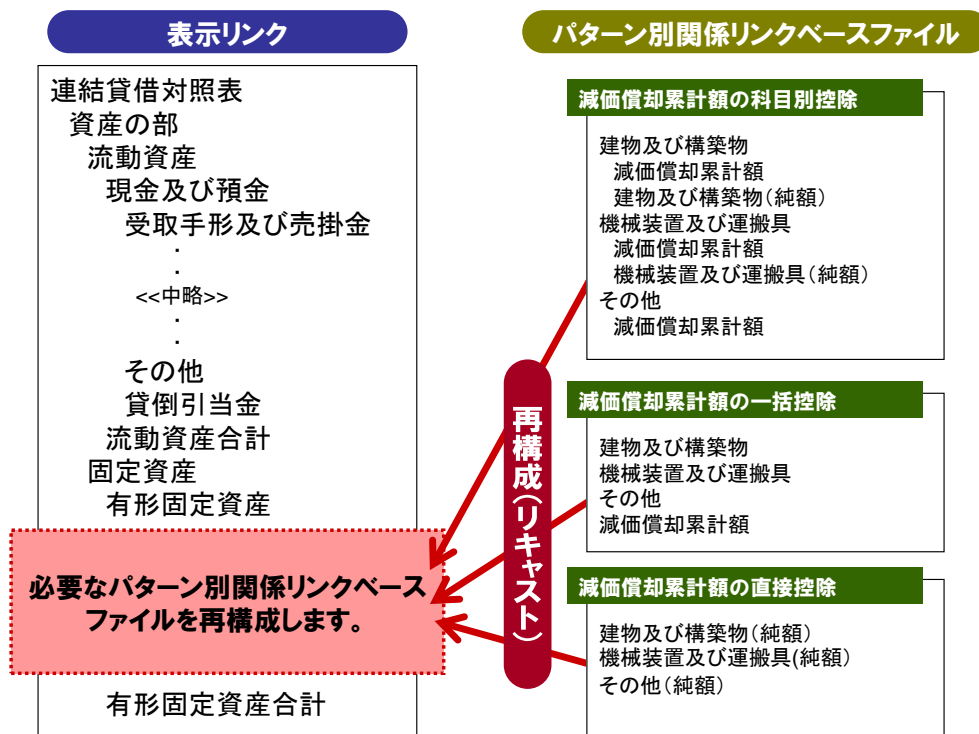 表示リンク
連結貸借対照表
資産の部
流動資産
現金及び預金
受取手形及び売掛金
・
・
<<中略>>
・
・
その他
貸倒引当金
流動資産合計
固定資産
有形固定資産
必要なパターン別関係リンクベース
ファイルを再構成します。
有形固定資産合計
再構成(リキャスト)
パターン別関係リンクベースファイル
減価償却累計額の科目別控除
建物及び構築物
減価償却累計額
建物及び構築物(純額)
機械装置及び運搬具
減価償却累計額
機械装置及び運搬具(純額)
その他
減価償却累計額
減価償却累計額の一括控除
建物及び構築物
機械装置及び運搬具
その他
減価償却累計額
減価償却累計額の直接控除
建物及び構築物(純額)
機械装置及び運搬具(純額)
その他(純額)